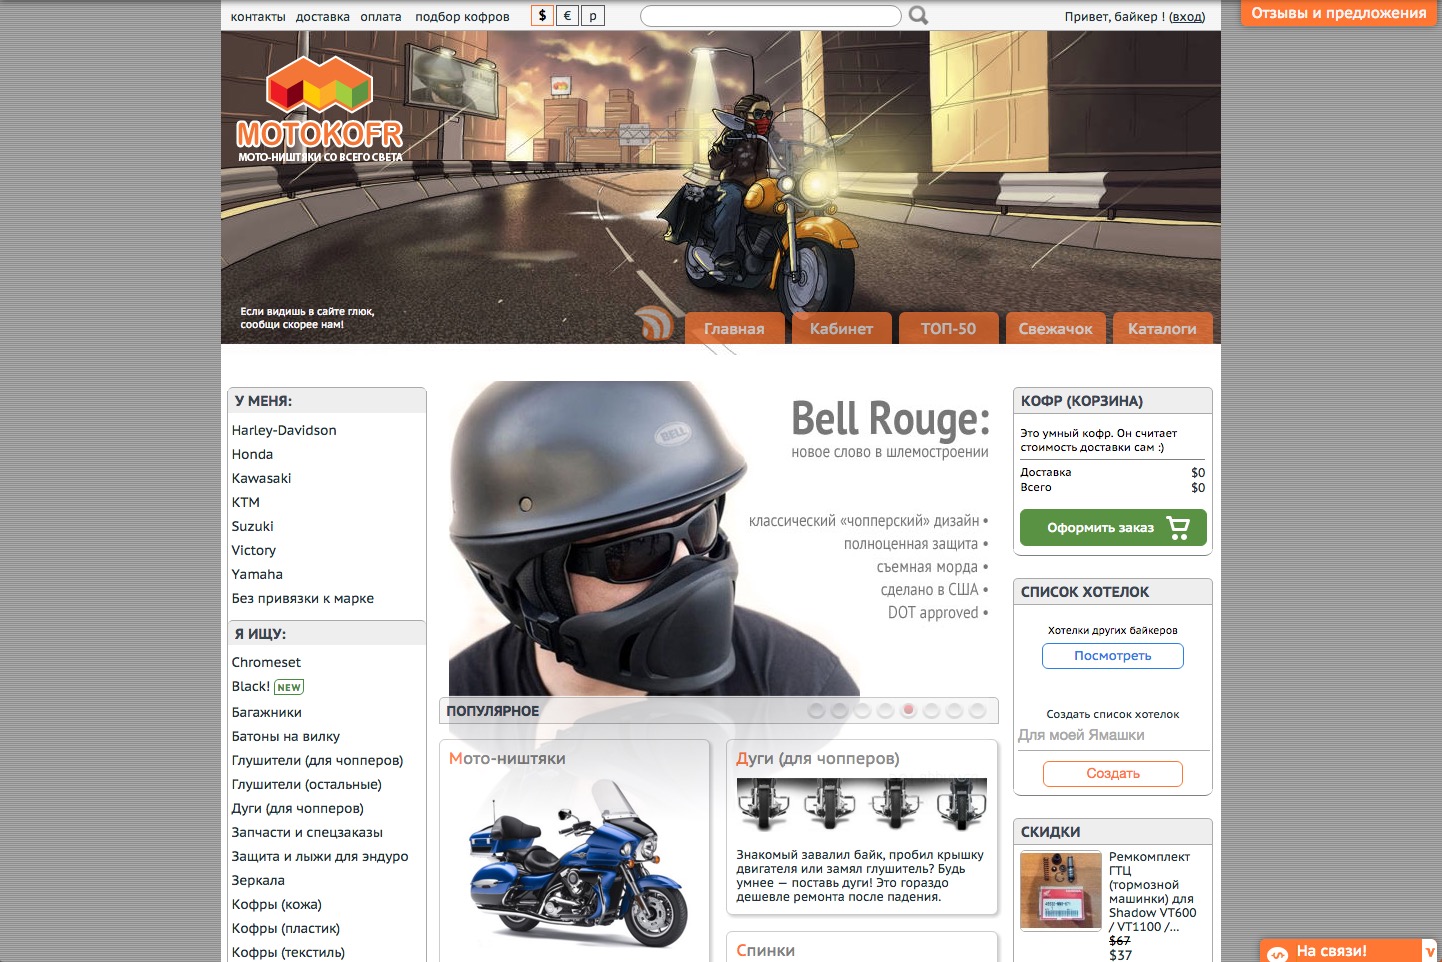 контакты доставка оплата подбор кофров $ € р
Привет, байкер ! (вход)
Отзывы и предложения
MOTOKOFR
МОТО-НИШТЯКИ СО ВСЕГО СВЕТА
Если видишь в сайте глюк,
сообщи скорее нам!
Главная Кабинет ТОП-50 Свежачок Каталоги
У МЕНЯ:
Harley-Davidson
Honda
Kawasaki
KTM
Suzuki
Victory
Yamaha
Без привязки к марке
Я ИЩУ:
Chromeset
Black! NEW
Багажники
Батоны на вилку
Глушители (для чопперов)
Глушители (остальные)
Дуги (для чопперов)
Запчасти и спецзаказы
Защита и лыжи для эндуро
Зеркала
Кофры (кожа)
Кофры (пластик)
Кофры (текстиль)
BELL
Bell Rouge:
новое слово в шлемостроении
классический «чопперский» дизайн •
полноценная защита •
съемная морда •
сделано в США •
DOT approved •
ПОПУЛЯРНОЕ
Мото-ништяки
Дуги (для чопперов)
Знакомый завалил байк, пробил крышку
двигателя или замял глушитель? Будь
умнее — поставь дуги! Это гораздо
дешевле ремонта после падения.
Спинки
КОФР (КОРЗИНА)
Это умный кофр. Он считает
стоимость доставки сам :)
Доставка $0
Всего $0
Оформить заказ
СПИСОК ХОТЕЛОК
Хотелки других байкеров
Посмотреть
Создать список хотелок
Для моей Ямашки
Создать
СКИДКИ
Ремкомплект
ГТЦ
(тормозной
машинки) для
Shadow VT600
/ VT1100 /...
$67
$37
На связи!